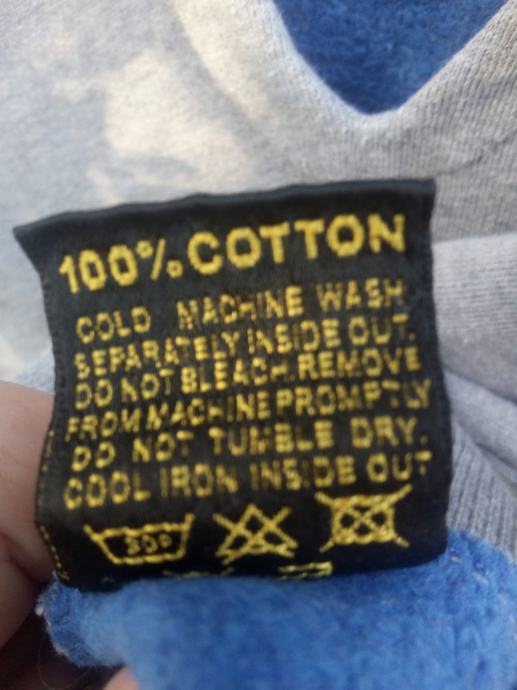 100% COTTON
COLD MACHINE WASH
SEPARATELY INSIDE OUT.
DO NOT BLEACH. REMOVE
FROM MACHINE PROMPTLY
DO NOT TUMBLE DRY.
COOL IRON INSIDE OUT
30°